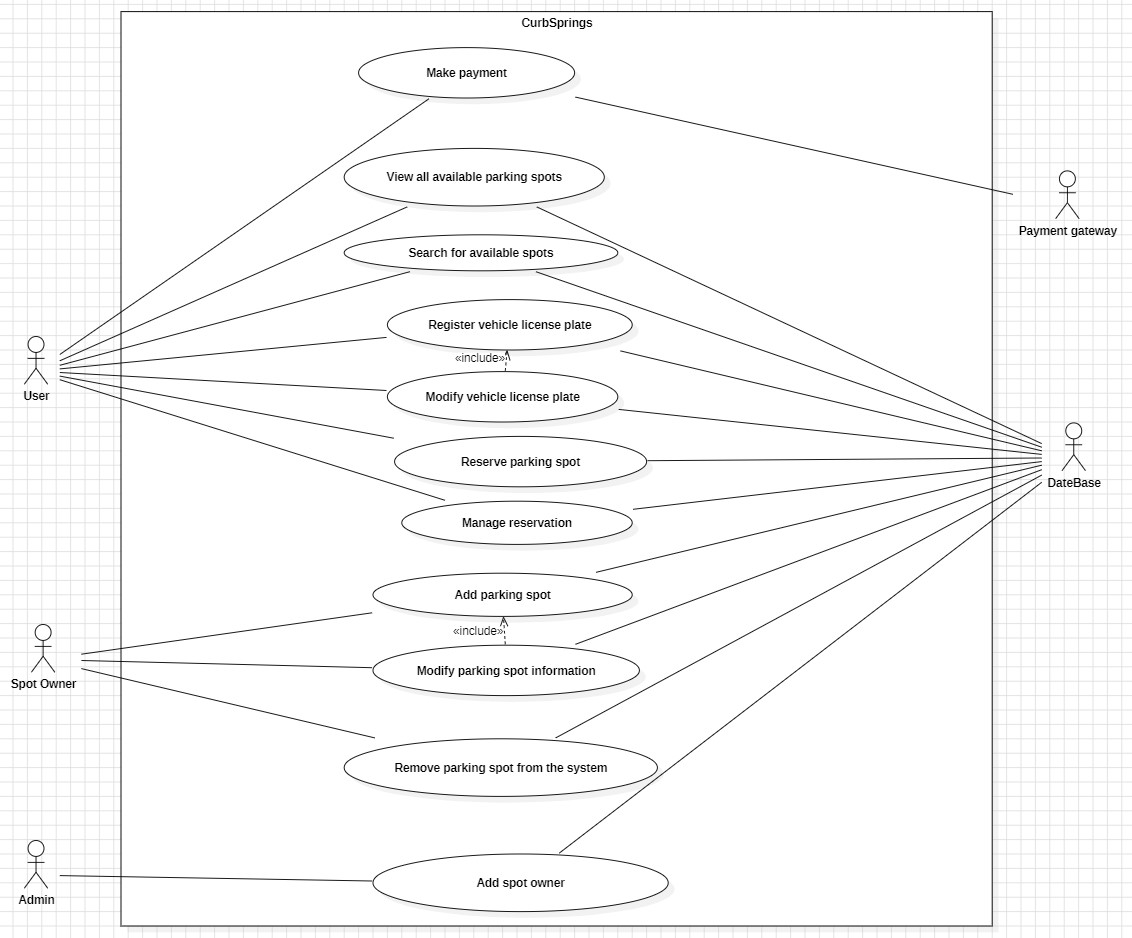 CurbSprings
Make payment
View all available parking spots
Payment gateway
Search for available spots
Register vehicle license plate
«include»
User
Modify vehicle license plate
Reserve parking spot
DateBase
Manage reservation
Add parking spot
«include»
Modify parking spot information
Spot Owner
Remove parking spot from the system
Add spot owner
Admin